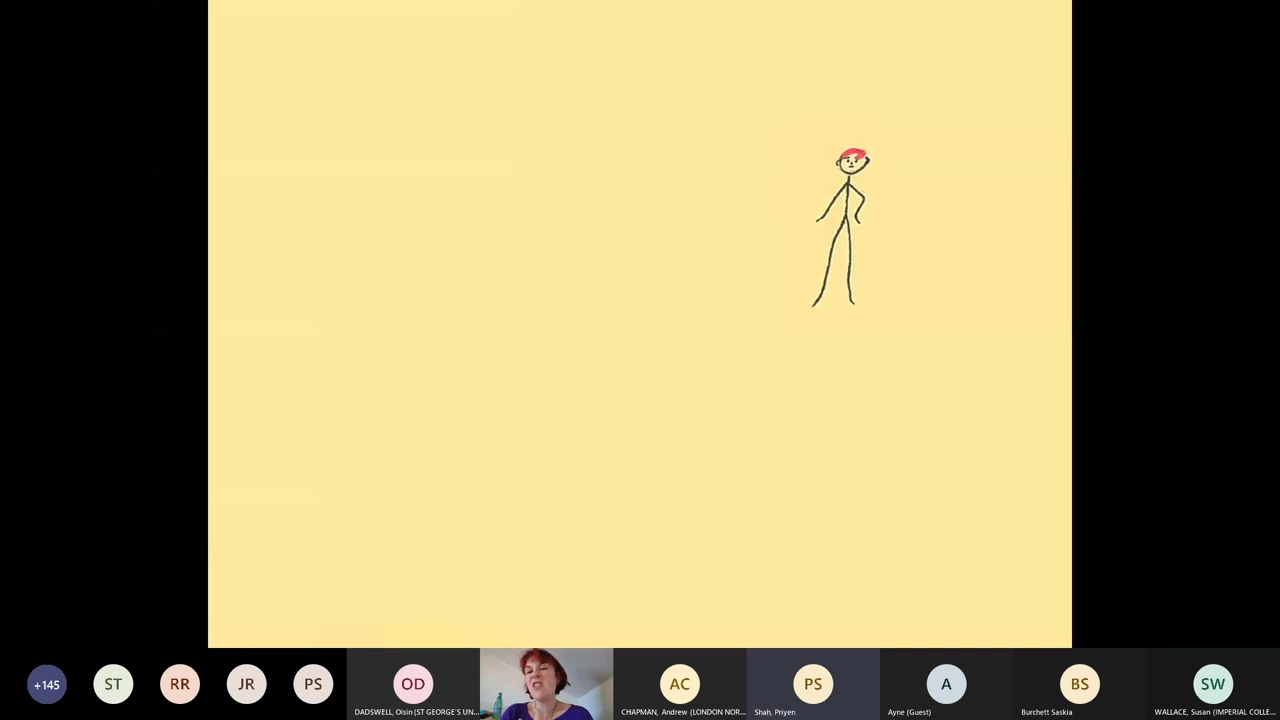 +145
ST
RR
JR
PS
OD
DADSWELL, Oisin (ST GEORGE'S UN...
AC
CHAPMAN, Andrew (LONDON NOR...
PS
Shah, Priyen
A
Ayne (Guest)
BS
Burchett Saskia
SW
WALLACE, Susan (IMPERIAL COLLE...